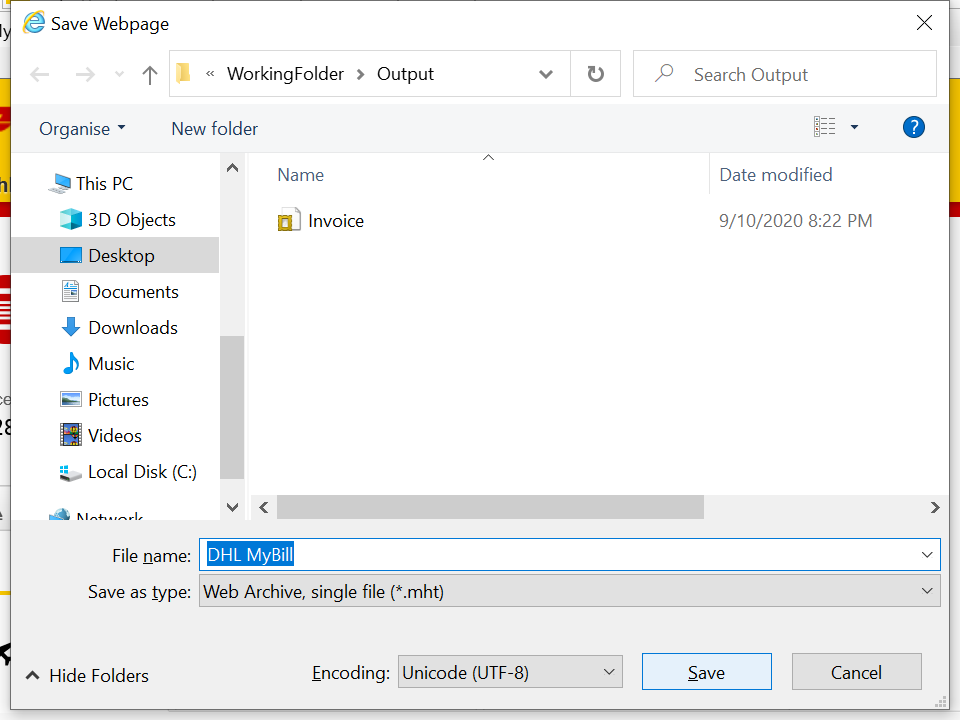 Save Webpage
« WorkingFolder > Output
Search Output
Organise
New folder
?
Name
Date modified
This PC
3D Objects
Desktop
Documents
Downloads
Music
Pictures
Videos
Local Disk (C:)
Network
Invoice
9/10/2020 8:22 PM
File name: DHL MyBill
Save as type: Web Archive, single file (*.mht)
Hide Folders
Encoding: Unicode (UTF-8)
Save
Cancel